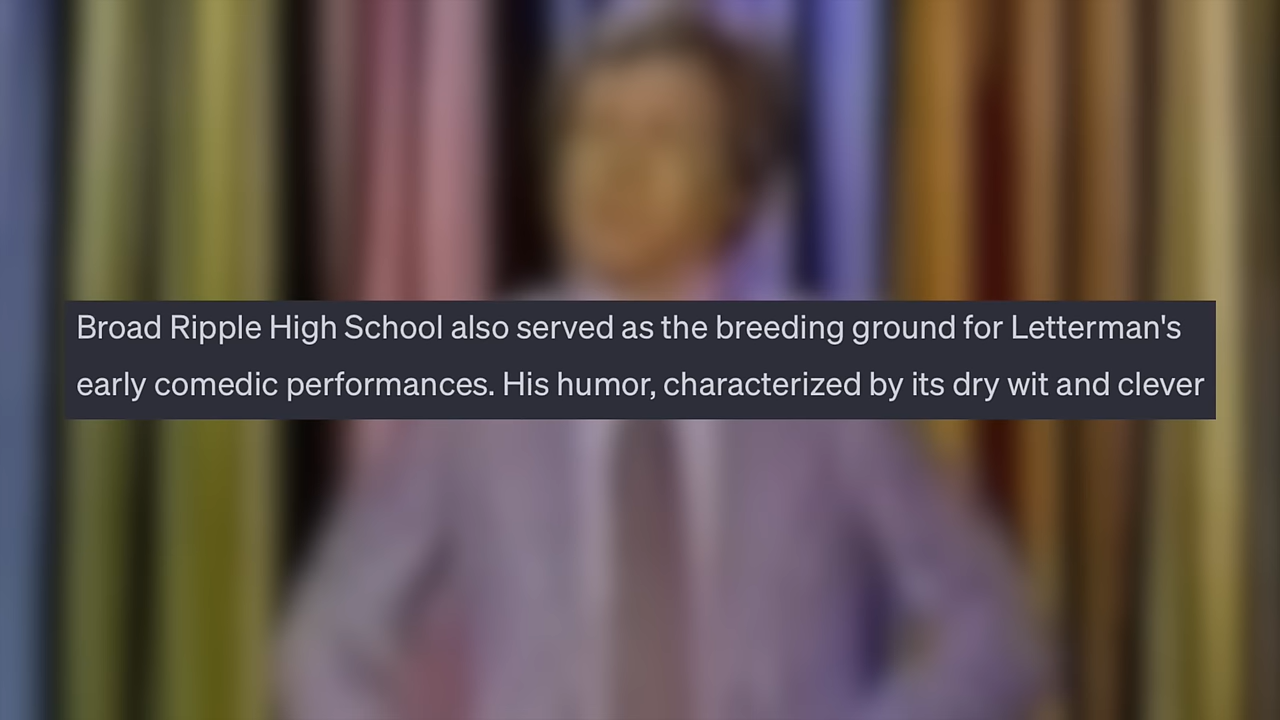 Broad Ripple High School also served as the breeding ground for Letterman's
early comedic performances. His humor, characterized by its dry wit and clever